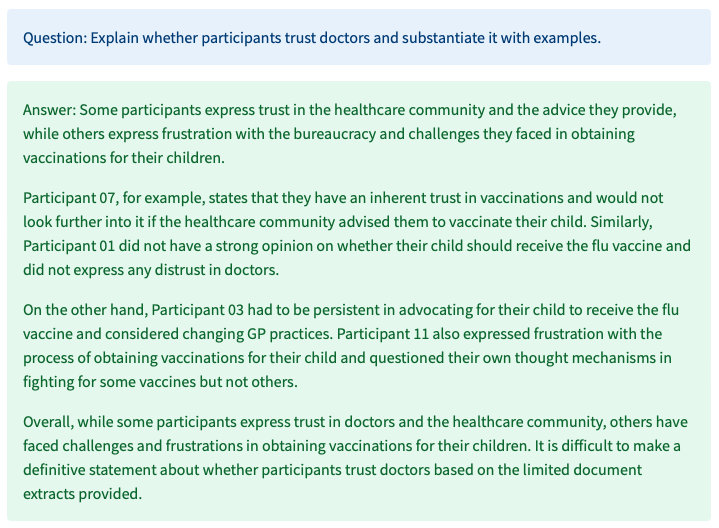 Question: Explain whether participants trust doctors and substantiate it with examples.
Answer: Some participants express trust in the healthcare community and the advice they provide,
while others express frustration with the bureaucracy and challenges they faced in obtaining
vaccinations for their children.
Participant 07, for example, states that they have an inherent trust in vaccinations and would not
look further into it if the healthcare community advised them to vaccinate their child. Similarly,
Participant 01 did not have a strong opinion on whether their child should receive the flu vaccine and
did not express any distrust in doctors.
On the other hand, Participant 03 had to be persistent in advocating for their child to receive the flu
vaccine and considered changing GP practices. Participant 11 also expressed frustration with the
process of obtaining vaccinations for their child and questioned their own thought mechanisms in
fighting for some vaccines but not others.
Overall, while some participants express trust in doctors and the healthcare community, others have
faced challenges and frustrations in obtaining vaccinations for their children. It is difficult to make a
definitive statement about whether participants trust doctors based on the limited document
extracts provided.